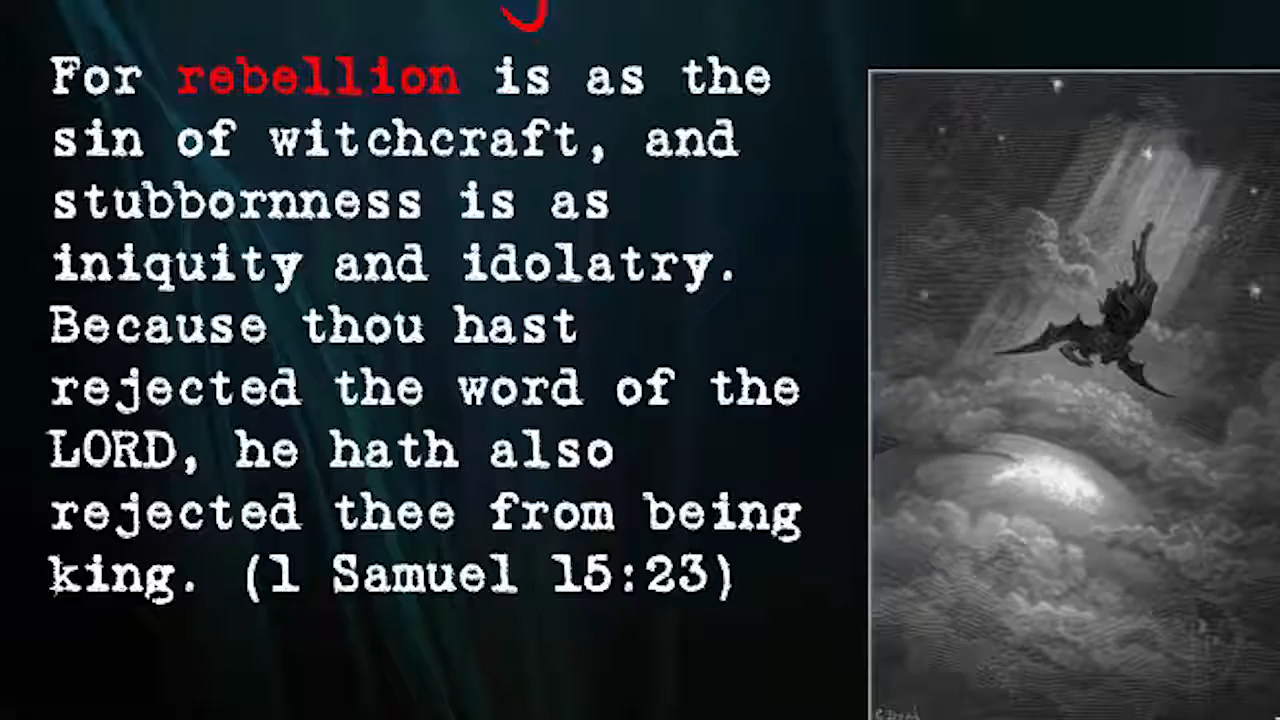 For rebellion is as the
sin of witchcraft, and
stubbornness is as
iniquity and idolatry.
Because thou hast
rejected the word of the
LORD, he hath also
rejected thee from being
king. (1 Samuel 15:23)